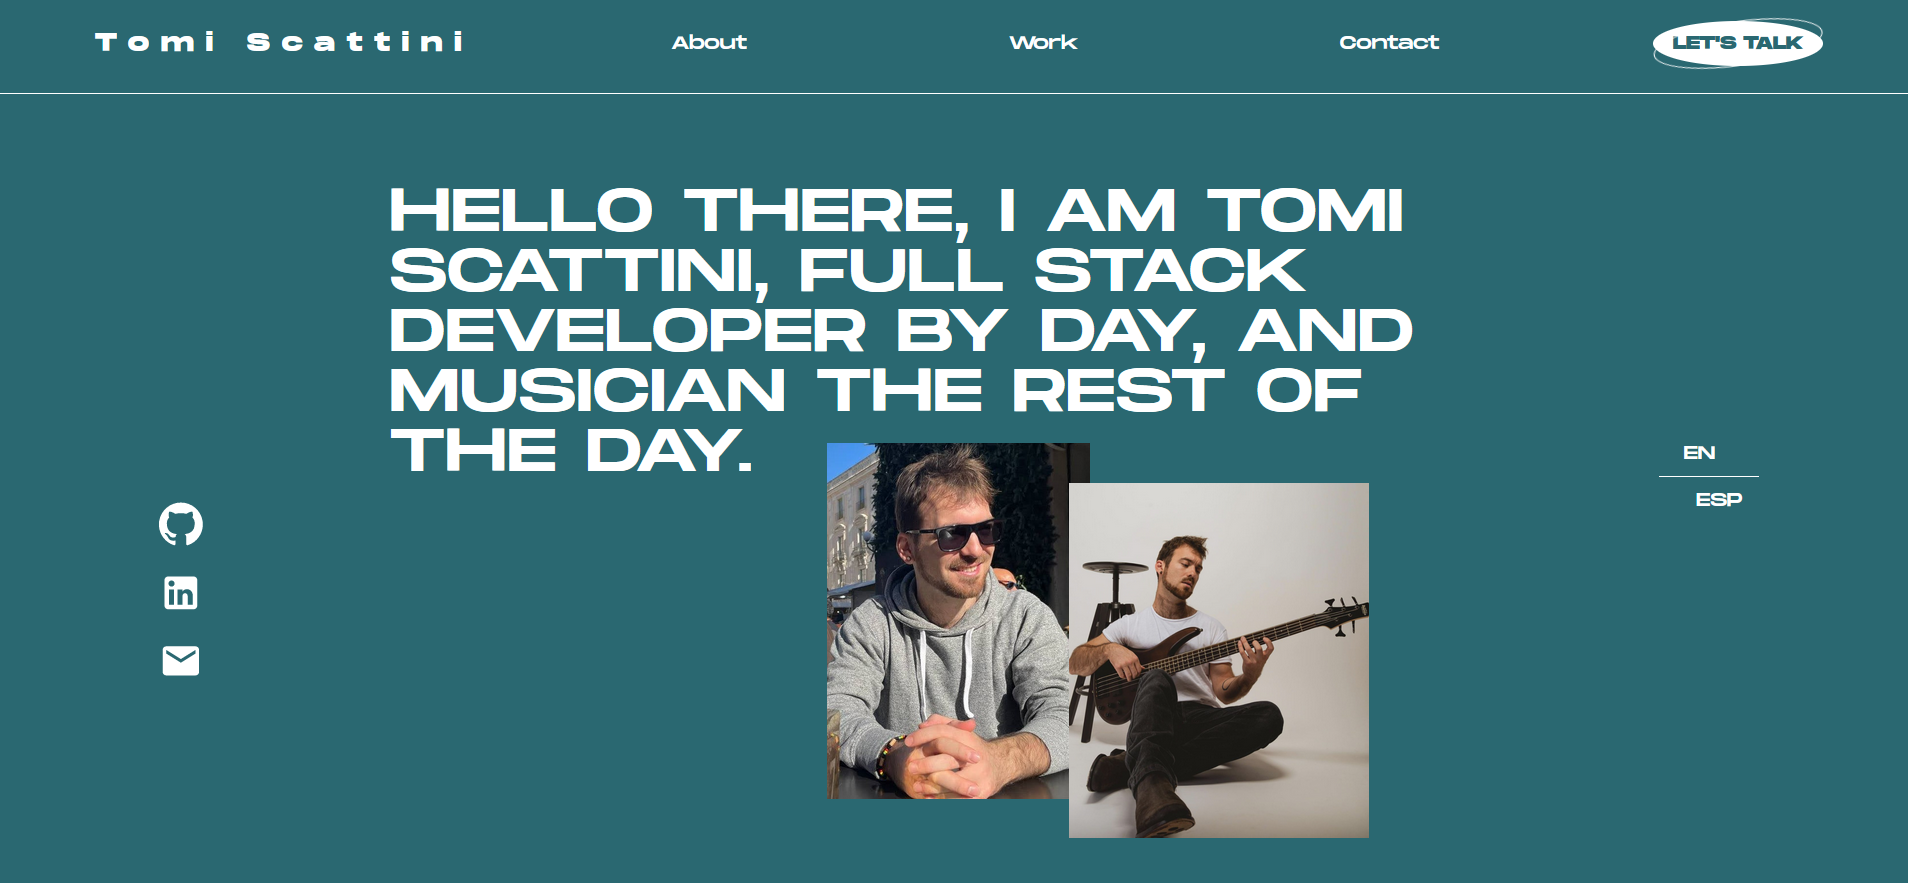 Tomi Scattini
About
Work
Contact
LET'S TALK
HELLO THERE, I AM TOMI
SCATTINI, FULL STACK
DEVELOPER BY DAY, AND
MUSICIAN THE REST OF
THE DAY.
EN
ESP
in